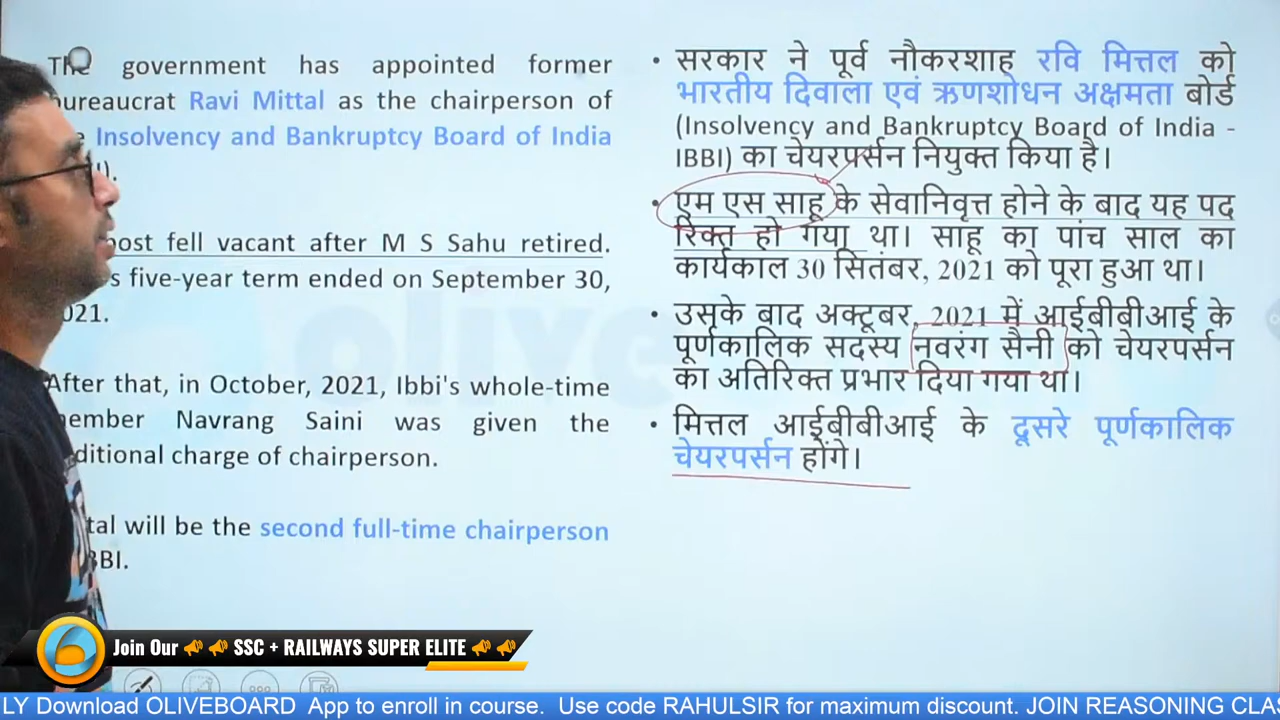 The government has appointed former
bureaucrat Ravi Mittal as the chairperson of
Insolvency and Bankruptcy Board of India
post fell vacant after M S Sahu retired.
five-year term ended on September 30,
2021.
After that, in October, 2021, Ibbi's whole-time
member Navrang Saini was given the
additional charge of chairperson.
Mittal will be the second full-time chairperson
IBBI.
• सरकार ने पूर्व नौकरशाह रवि मित्तल को
भारतीय दिवाला एवं ऋणशोधन अक्षमता बोर्ड
(Insolvency and Bankruptcy Board of India -
IBBI) का चेयरपर्सन नियुक्त किया है।
• एम एस साहू के सेवानिवृत्त होने के बाद यह पद
रिक्त हो गया था। साहू का पांच साल का
कार्यकाल 30 सितंबर, 2021 को पूरा हुआ था।
• उसके बाद अक्टूबर, 2021 में आईबीबीआई के
पूर्णकालिक सदस्य नवरंग सैनी को चेयरपर्सन
का अतिरिक्त प्रभार दिया गया था।
• मित्तल आईबीबीआई के दूसरे पूर्णकालिक
चेयरपर्सन होंगे।
oliveboard
Join Our SSC + RAILWAYS SUPER ELITE
LY Download OLIVEBOARD App to enroll in course. Use code RAHULSIR for maximum discount. JOIN REASONING CLAS